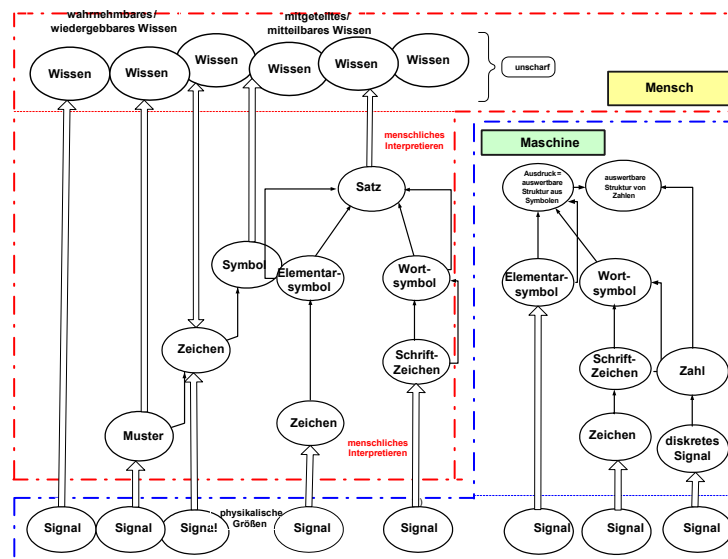 wahrnehmbares/
wiedergebbares Wissen
mitgeteiltes/
mitteilbares Wissen
Wissen
Wissen
Wissen
Wissen
Wissen
Wissen
unscharf
Mensch
menschliches
Interpretieren
Maschine
Satz
Ausdruck=
auswertbare
Struktur aus
Symbolen
auswertbare
Struktur von
Zahlen
Symbol
Elementar-
symbol
Wort-
symbol
Elementar-
symbol
Wort-
symbol
Zeichen
Schrift-
Zeichen
Schrift-
Zeichen
Zahl
Muster
Zeichen
menschliches
Interpretieren
Zeichen
diskretes
Signal
physikalische
Größen
Signal
Signal
Signal
Signal
Signal
Signal
Signal
Signal